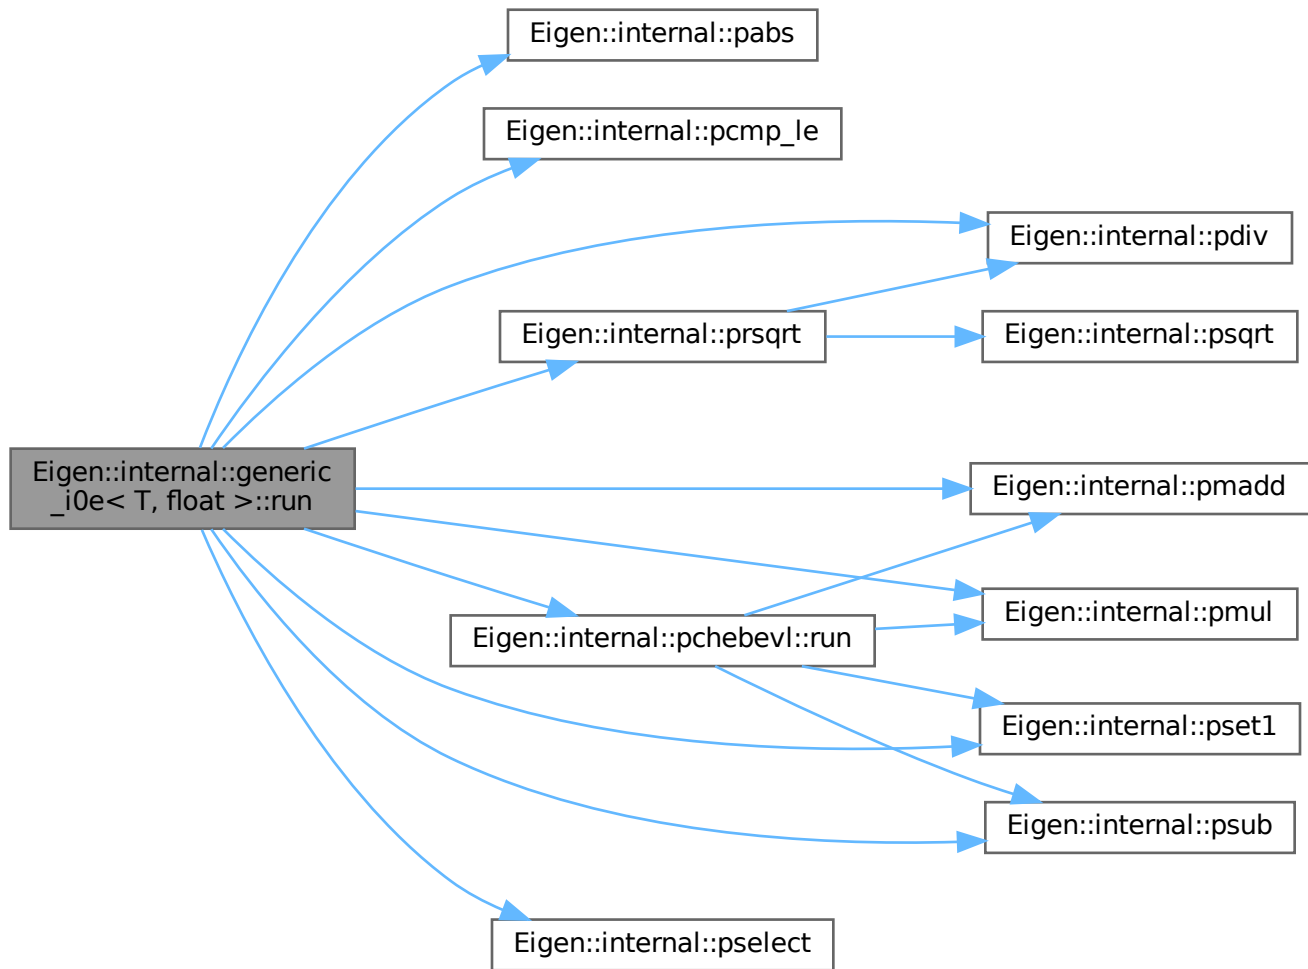 Eigen::internal::pabs
Eigen::internal::pcmp_le
Eigen::internal::pdiv
Eigen::internal::prsqrt
Eigen::internal::psqrt
Eigen::internal::generic
_i0e< T, float >::run
Eigen::internal::pmadd
Eigen::internal::pmul
Eigen::internal::pchebevl::run
Eigen::internal::pset1
Eigen::internal::psub
Eigen::internal::pselect